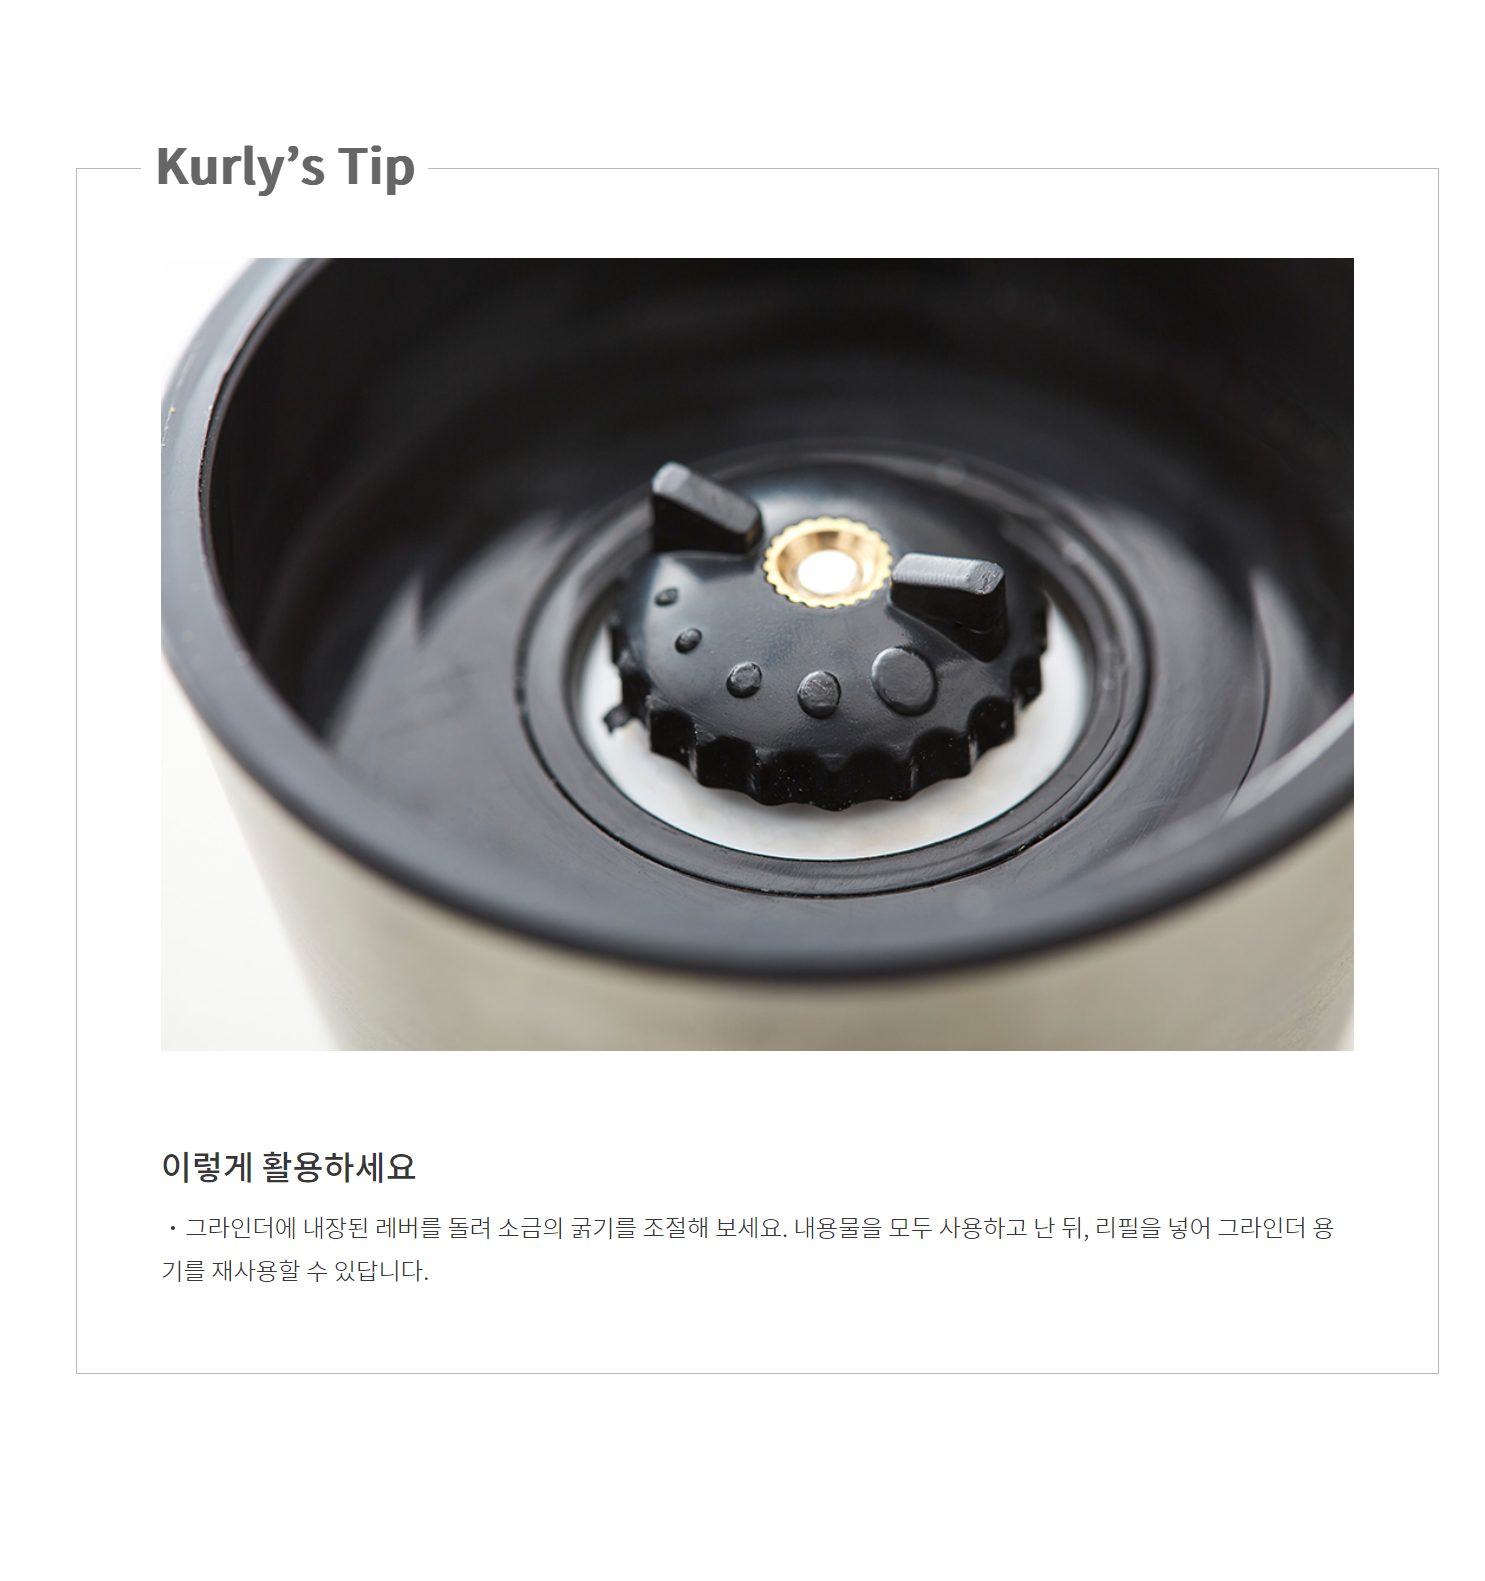 Kurly’s Tip
이렇게 활용하세요
・그라인더에 내장된 레버를 돌려 소금의 굵기를 조절해 보세요. 내용물을 모두 사용하고 난 뒤, 리필을 넣어 그라인더 용
기를 재사용할 수 있답니다.